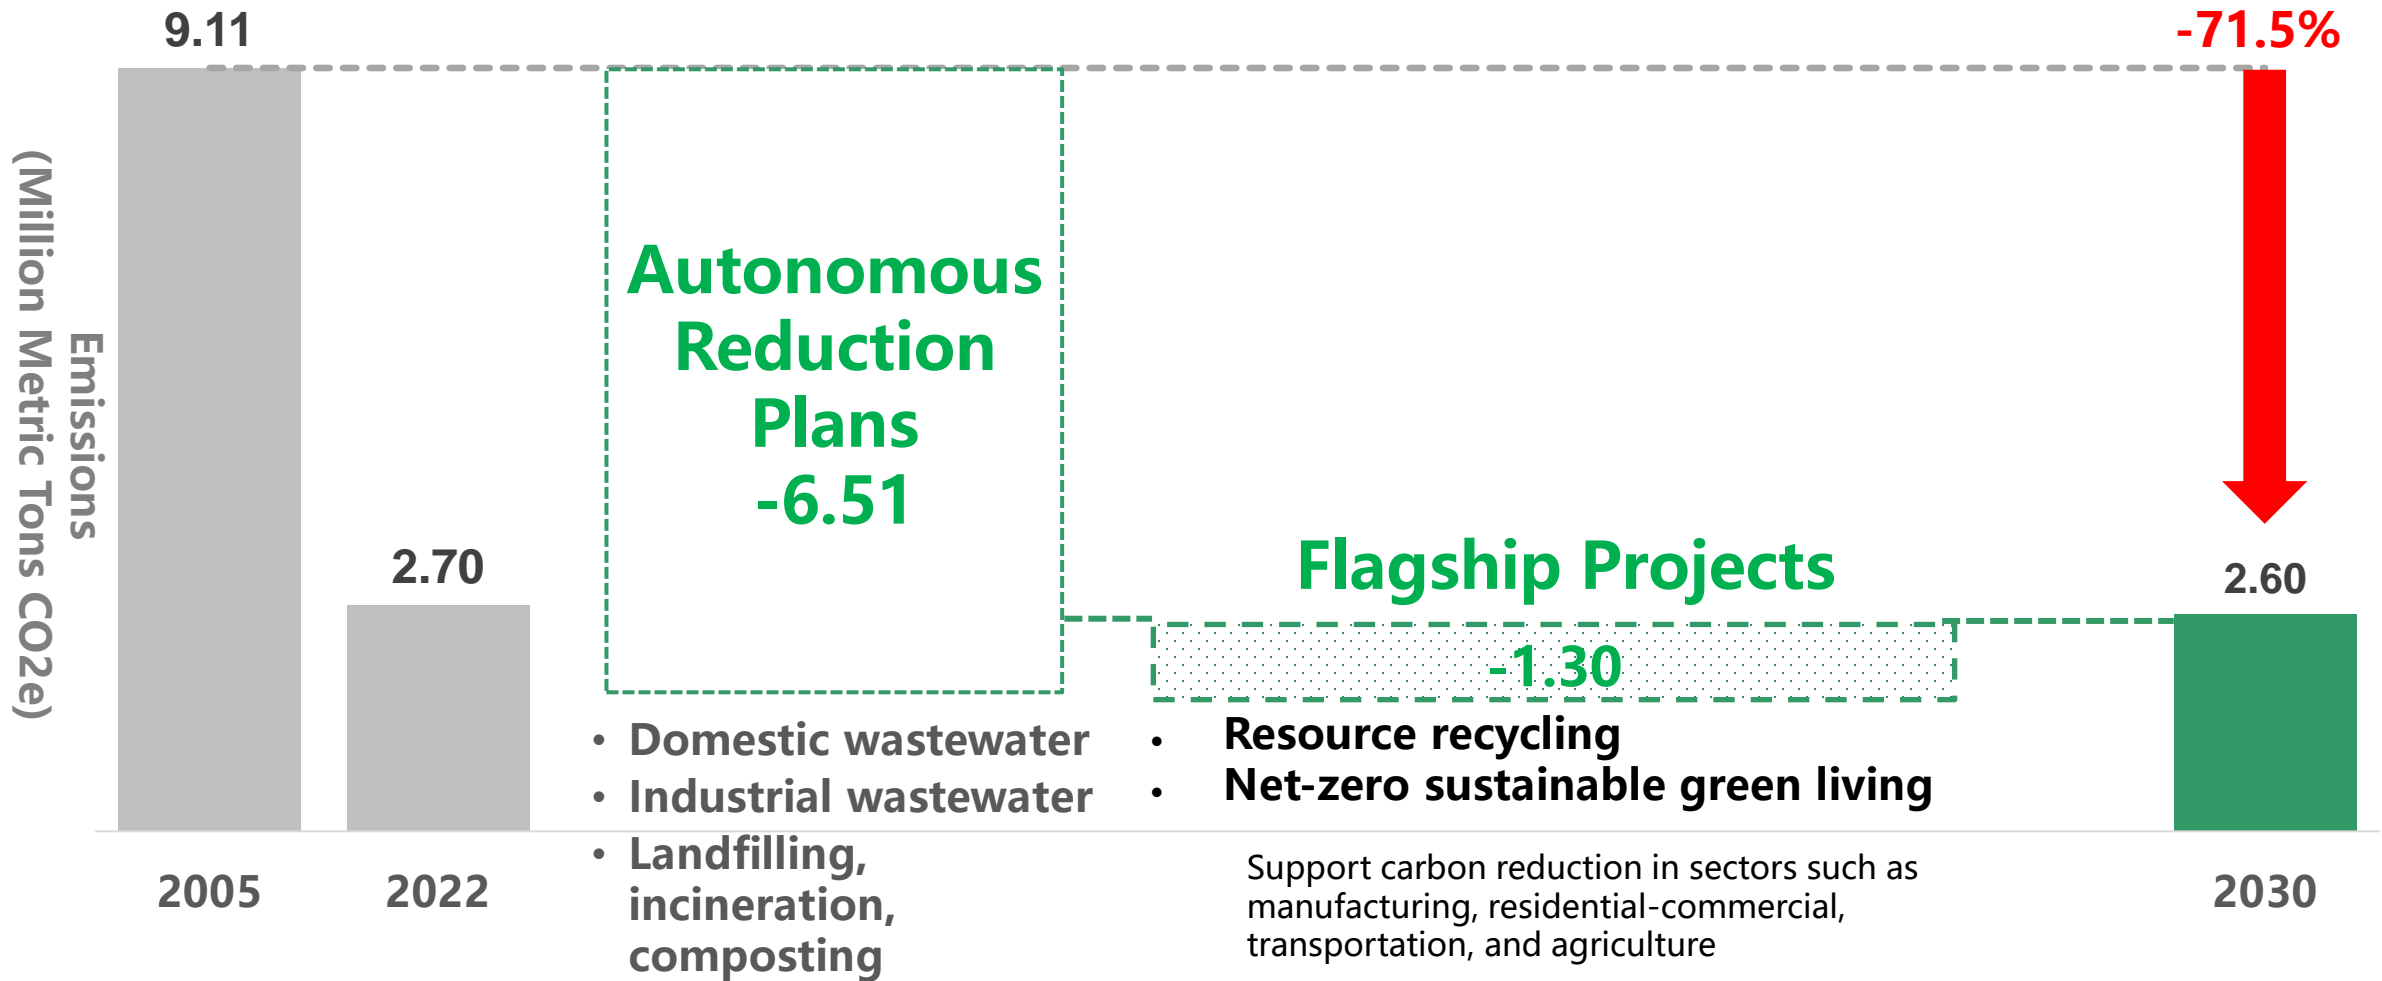 9.11
-71.5%
Emissions
(Million Metric Tons CO2e)
2.70
Autonomous
Reduction
Plans
-6.51
Flagship Projects
-1.30
2.60
• Domestic wastewater
• Industrial wastewater
• Landfilling,
incineration,
composting
• Resource recycling
• Net-zero sustainable green living
Support carbon reduction in sectors such as
manufacturing, residential-commercial,
transportation, and agriculture
2005
2022
2030